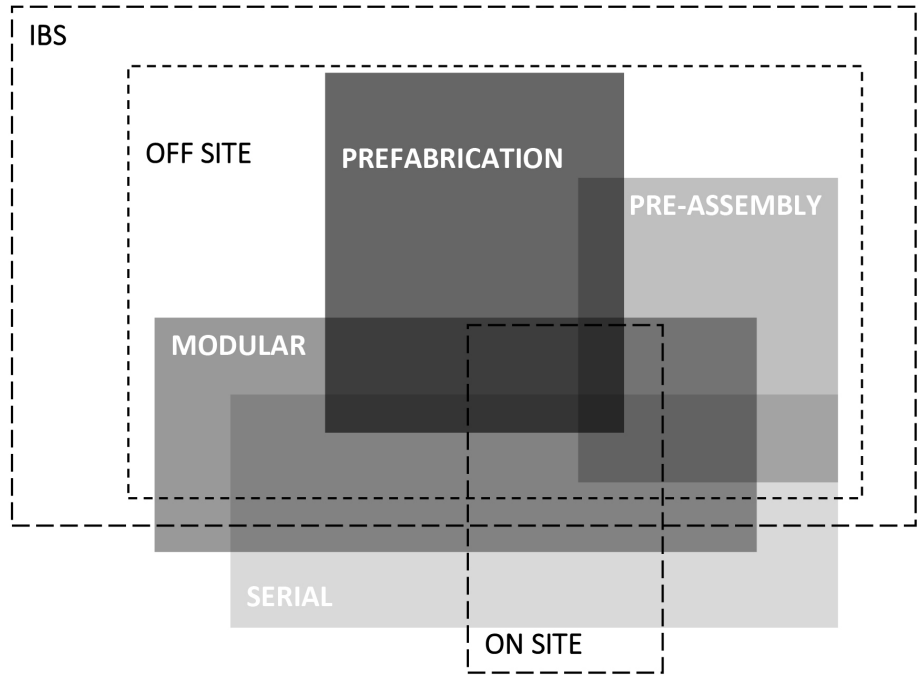 IBS
OFF SITE
PREFABRICATION
PRE-ASSEMBLY
MODULAR
SERIAL
ON SITE